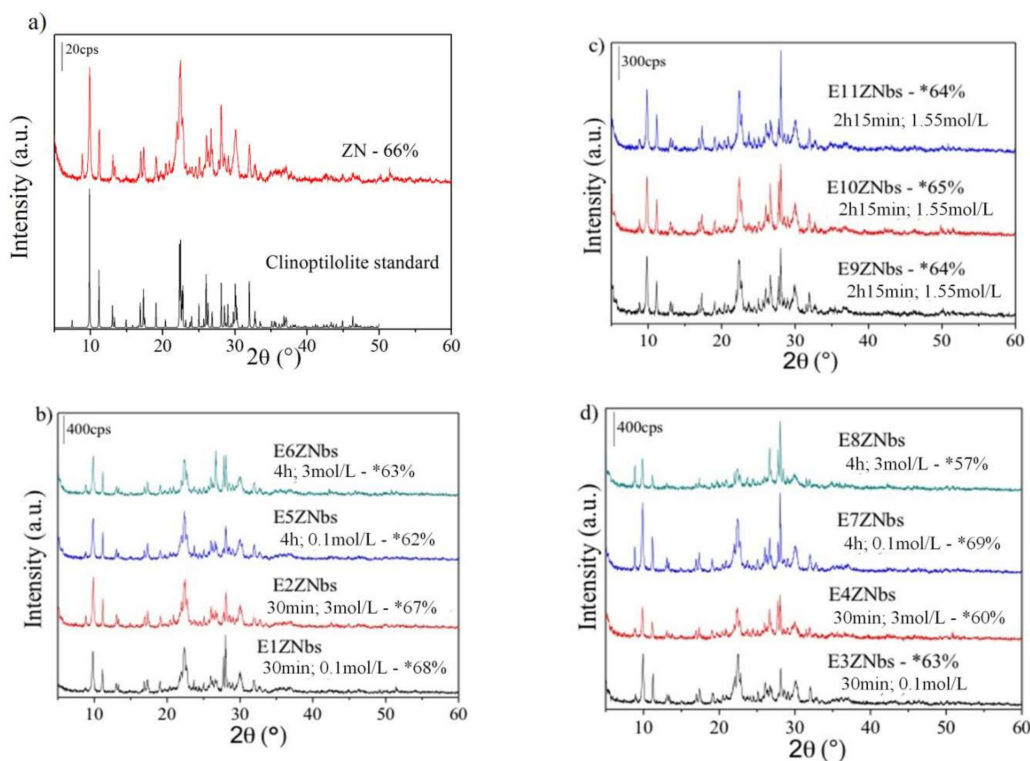 a)
20cps
ZN - 66%
Clinoptilolite standard
Intensity (a.u.)
10 20 30 40 50 60
2θ (°)
c)
300cps
E11ZNbs - *64%
2h15min; 1.55mol/L
E10ZNbs - *65%
2h15min; 1.55mol/L
E9ZNbs - *64%
2h15min; 1.55mol/L
Intensity (a.u.)
10 20 30 40 50 60
2θ (°)
b)
400cps
E6ZNbs
4h; 3mol/L - *63%
E5ZNbs
4h; 0.1mol/L - *62%
E2ZNbs
30min; 3mol/L - *67%
E1ZNbs
30min; 0.1mol/L - *68%
Intensity (a.u.)
10 20 30 40 50 60
2θ (°)
d)
400cps
E8ZNbs
4h; 3mol/L - *57%
E7ZNbs
4h; 0.1mol/L - *69%
E4ZNbs
30min; 3mol/L - *60%
E3ZNbs - *63%
30min; 0.1mol/L
Intensity (a.u.)
10 20 30 40 50 60
2θ (°)